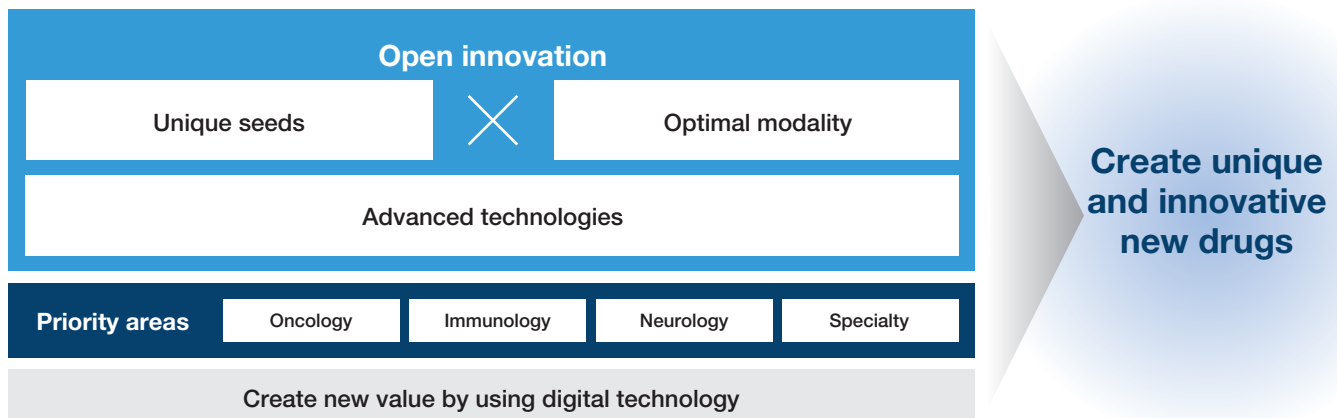 Open innovation
Unique seeds
Optimal modality
Advanced technologies
Priority areas
Oncology
Immunology
Neurology
Specialty
Create new value by using digital technology
Create unique
and innovative
new drugs